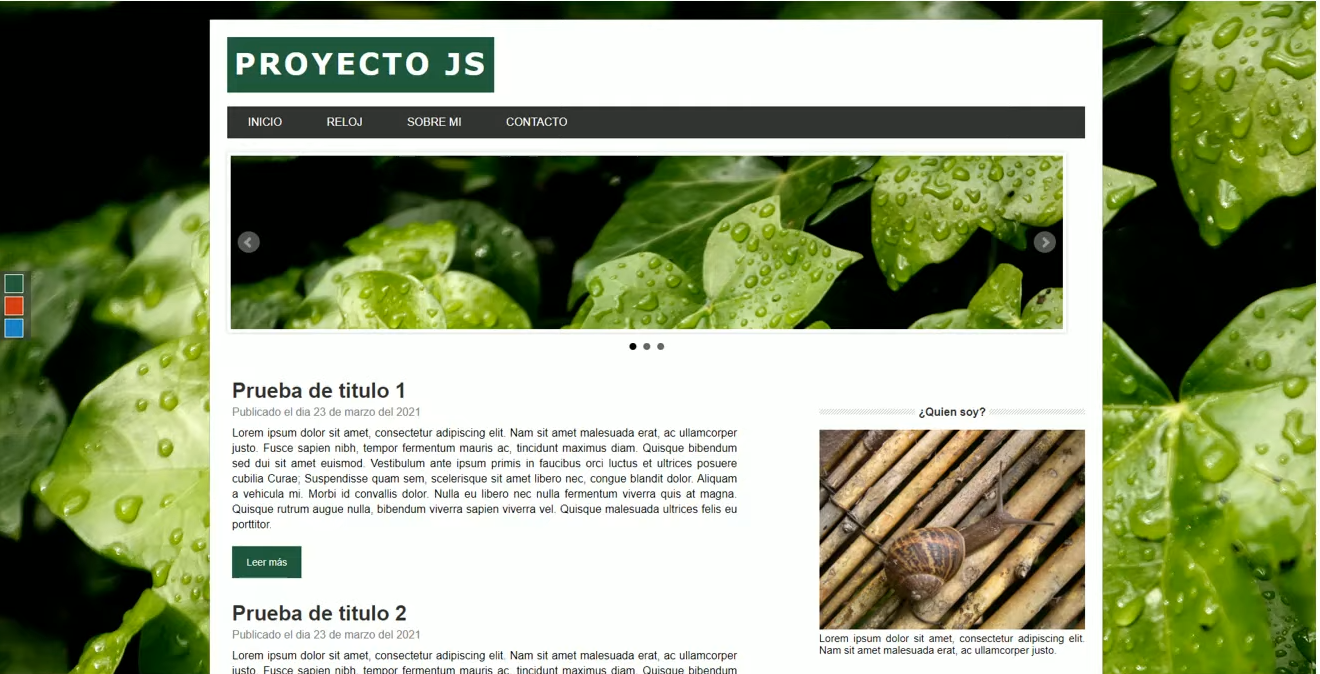 PROYECTO JS
INICIO RELOJ SOBRE MI CONTACTO
Prueba de titulo 1
Publicado el dia 23 de marzo del 2021
Lorem ipsum dolor sit amet, consectetur adipiscing elit. Nam sit amet malesuada erat, ac ullamcorper
justo. Fusce sapien nibh, tempor fermentum mauris ac, tincidunt maximus diam. Quisque bibendum
sed dui sit amet euismod. Vestibulum ante ipsum primis in faucibus orci luctus et ultrices posuere
cubilia Curae; Suspendisse quam sem, scelerisque sit amet libero nec, congue blandit dolor. Aliquam
a vehicula mi. Morbi id convallis dolor. Nulla eu libero nec nulla fermentum viverra quis at magna.
Quisque rutrum augue nulla, bibendum viverra sapien viverra vel. Quisque malesuada ultrices felis eu
porttitor.
Leer más
Prueba de titulo 2
Publicado el dia 23 de marzo del 2021
Lorem ipsum dolor sit amet, consectetur adipiscing elit. Nam sit amet malesuada erat, ac ullamcorper
justo. Fusce sapien nibh, tempor fermentum mauris ac, tincidunt maximus diam. Quisque bibendum
¿Quien soy?
Lorem ipsum dolor sit amet, consectetur adipiscing elit.
Nam sit amet malesuada erat, ac ullamcorper justo.